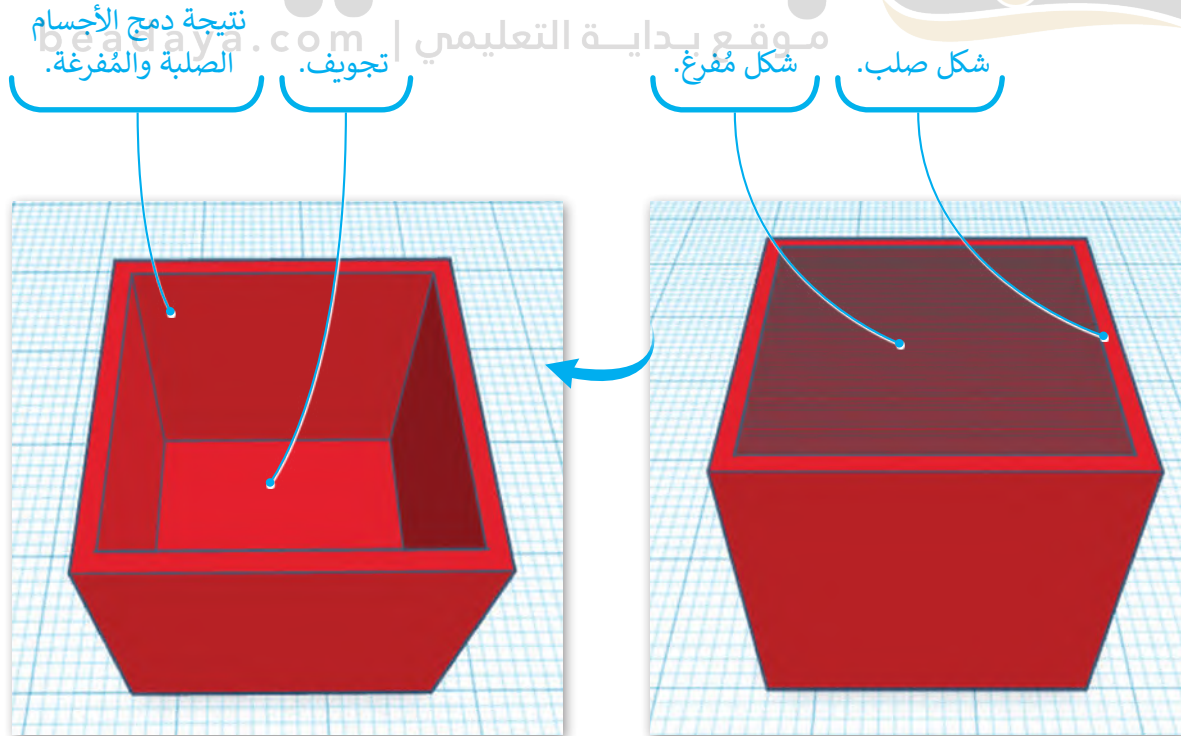 موقع بداية التعليمي | beadaya.com
شكل صلب.
شكل مُفرغ.
تجويف.
نتيجة دمج الأجسام
الصلبة والمُفرغة.